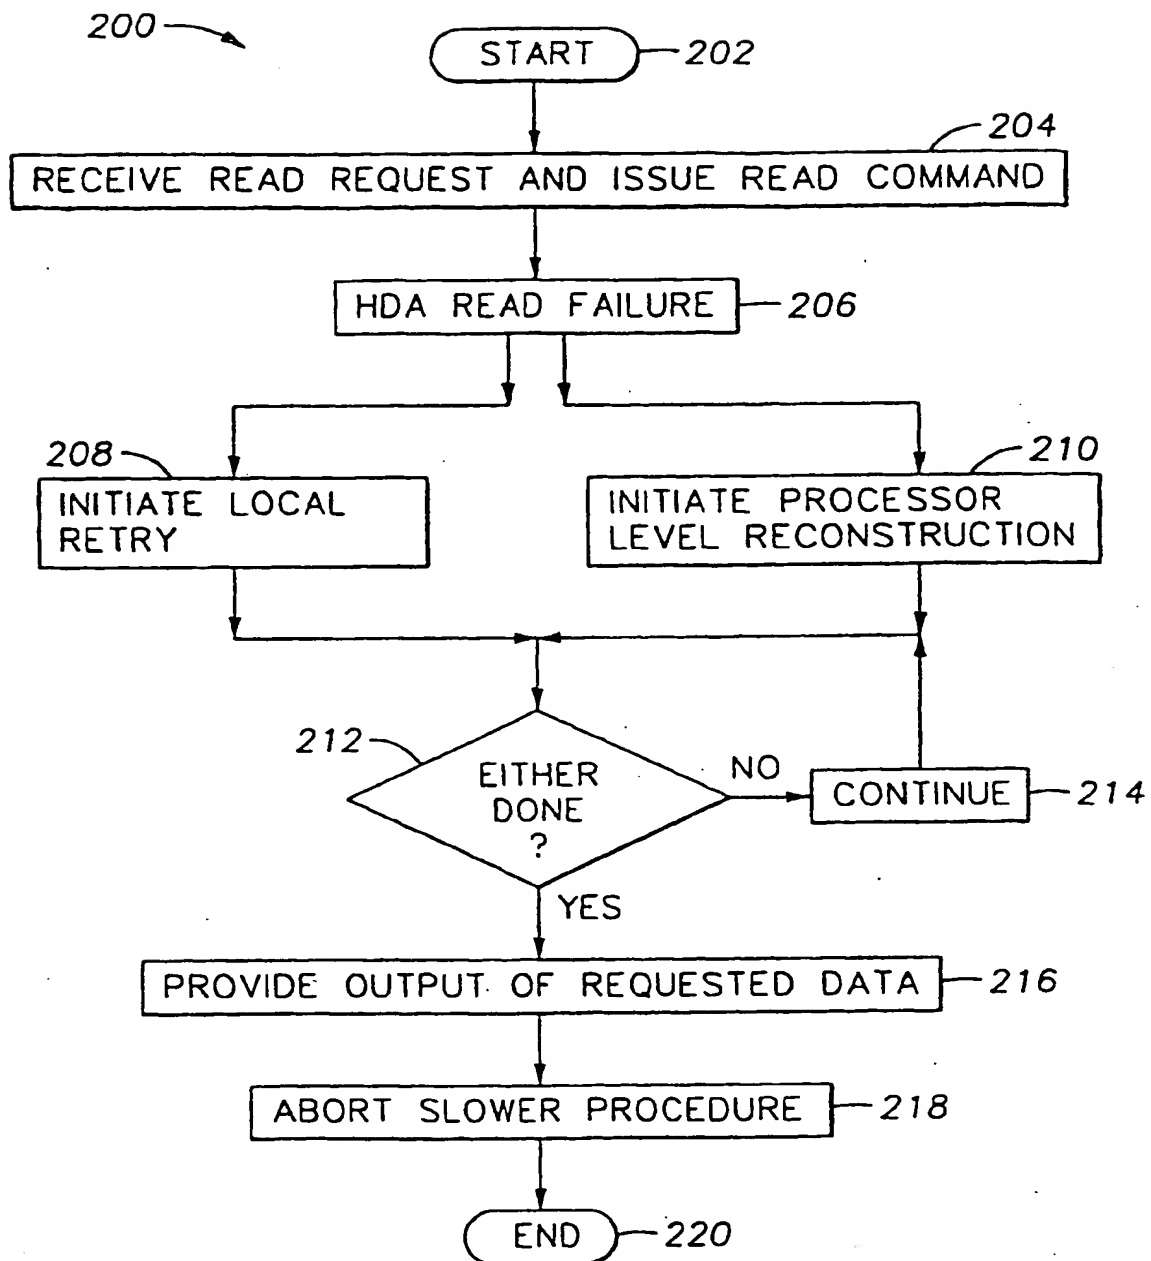 200
START
202
204
RECEIVE READ REQUEST AND ISSUE READ COMMAND
HDA READ FAILURE
206
208
INITIATE LOCAL
RETRY
210
INITIATE PROCESSOR
LEVEL RECONSTRUCTION
212
EITHER
DONE
?
NO
CONTINUE
214
YES
PROVIDE OUTPUT OF REQUESTED DATA
216
ABORT SLOWER PROCEDURE
218
END
220